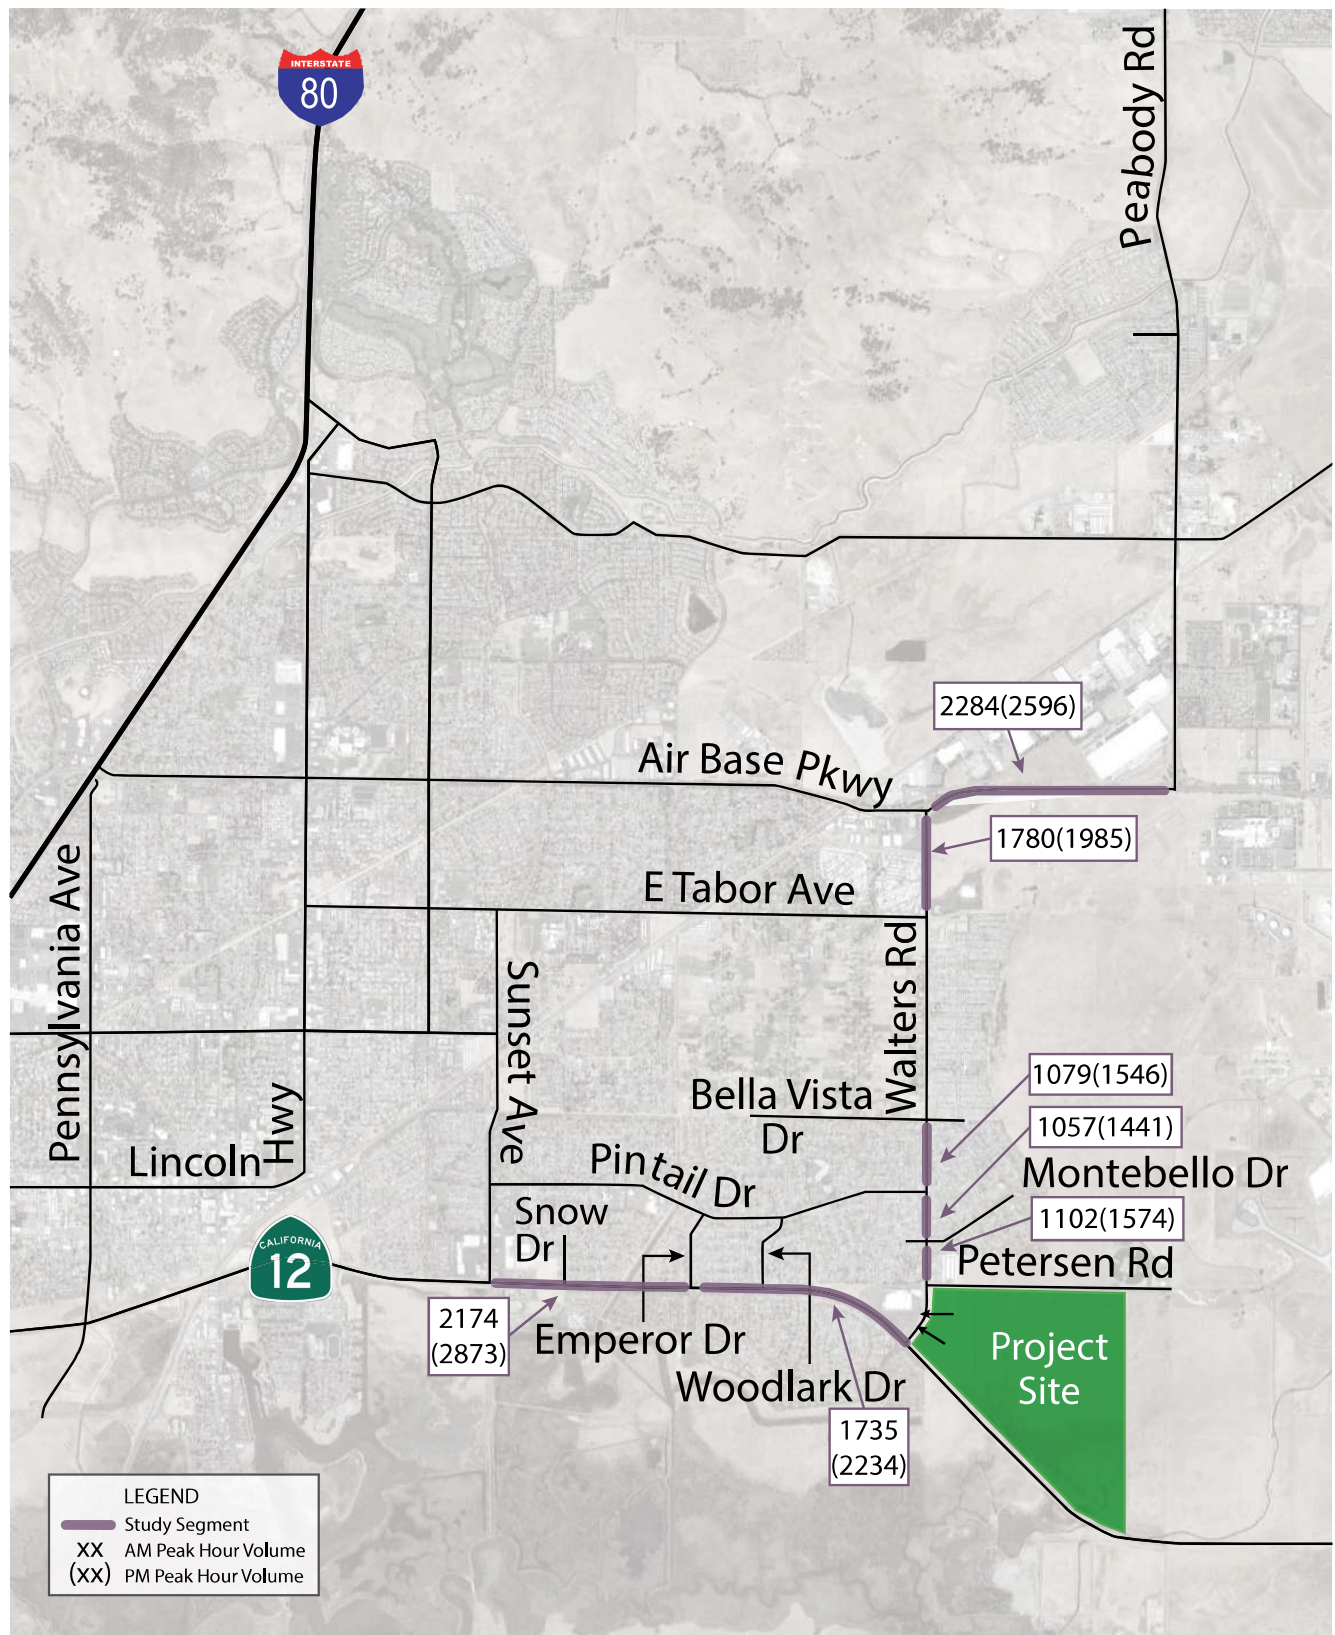 INTERSTATE
80
Peabody Rd
2284(2596)
Air Base Pkwy
1780(1985)
E Tabor Ave
Pennsylvania Ave
Sunset Ave
Walters Rd
1079(1546)
Bella Vista
Dr
1057(1441)
Lincoln Hwy
Pintail Dr
Montebello Dr
Snow
Dr
1102(1574)
CALIFORNIA
12
Petersen Rd
2174
(2873)
Emperor Dr
Project
Site
Woodlark Dr
1735
(2234)
LEGEND
Study Segment
XX AM Peak Hour Volume
(XX) PM Peak Hour Volume